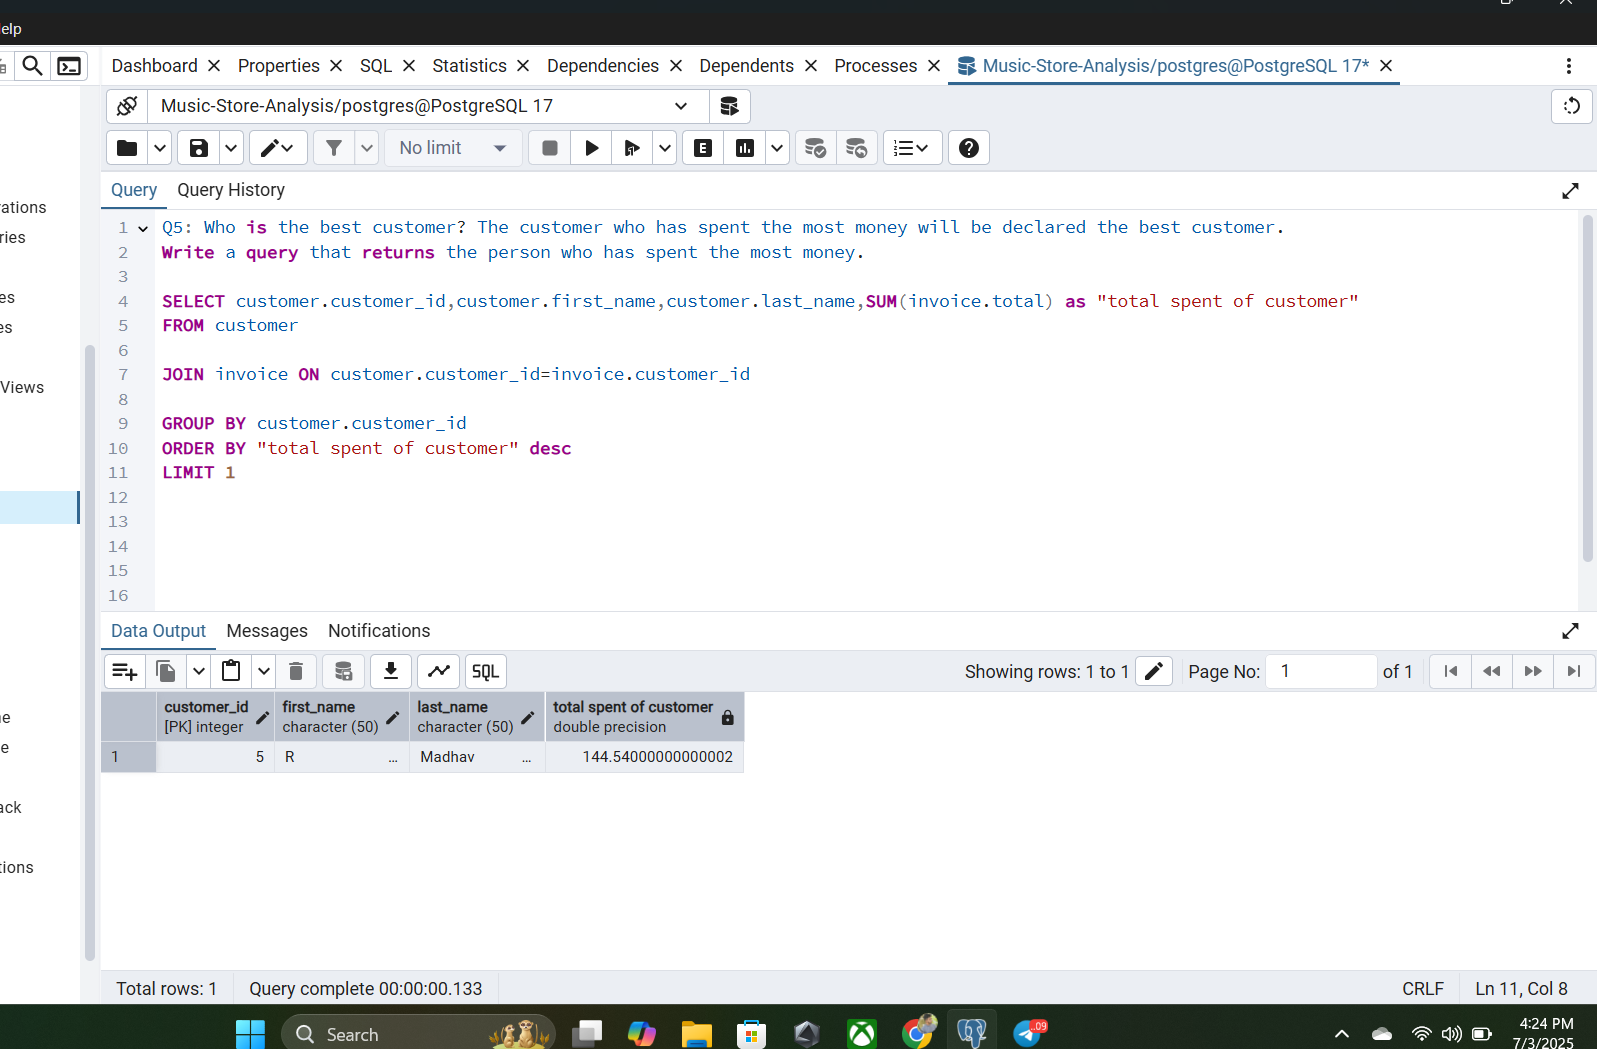 elp
Dashboard Properties SQL Statistics Dependencies Dependents Processes Music-Store-Analysis/postgres@PostgreSQL 17*
Music-Store-Analysis/postgres@PostgreSQL 17
No limit
E
Query Query History
1 Q5: Who is the best customer? The customer who has spent the most money will be declared the best customer.
2 Write a query that returns the person who has spent the most money.
3
4 SELECT customer.customer_id,customer.first_name,customer.last_name,SUM(invoice.total) as "total spent of customer"
5 FROM customer
6
7 JOIN invoice ON customer.customer_id=invoice.customer_id
8
9 GROUP BY customer.customer_id
10 ORDER BY "total spent of customer" desc
11 LIMIT 1
12
13
14
15
16
ations
ries
es
es
Views
ne
e
ack
tions
Data Output Messages Notifications
SQL Showing rows: 1 to 1 Page No: 1 of 1
customer_id first_name last_name total spent of customer
[PK] integer character (50) character (50) double precision
1 5 R ... Madhav ... 144.54000000000002
Total rows: 1 Query complete 00:00:00.133 CRLF Ln 11, Col 8
Search
.09
4:24 PM
7/3/2025